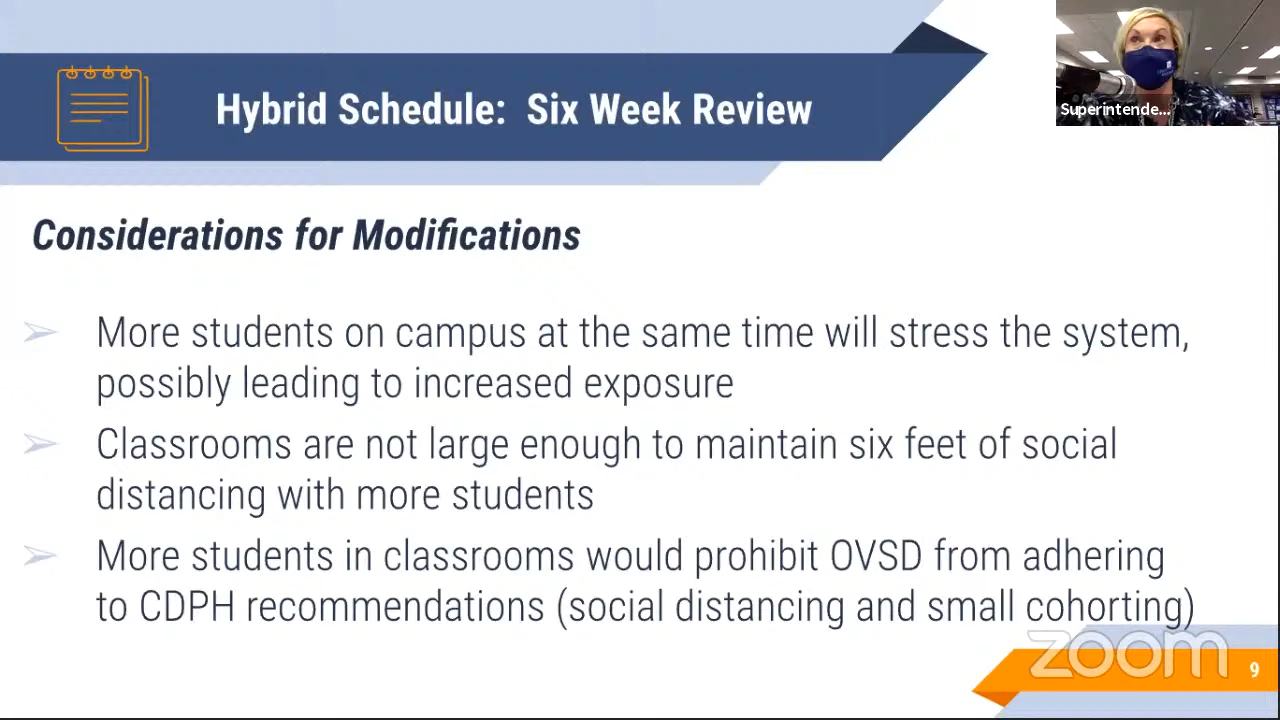 Hybrid Schedule: Six Week Review
Superintende...
Considerations for Modifications
More students on campus at the same time will stress the system,
possibly leading to increased exposure
Classrooms are not large enough to maintain six feet of social
distancing with more students
More students in classrooms would prohibit OVSD from adhering
to CDPH recommendations (social distancing and small cohorting)
zoom
9